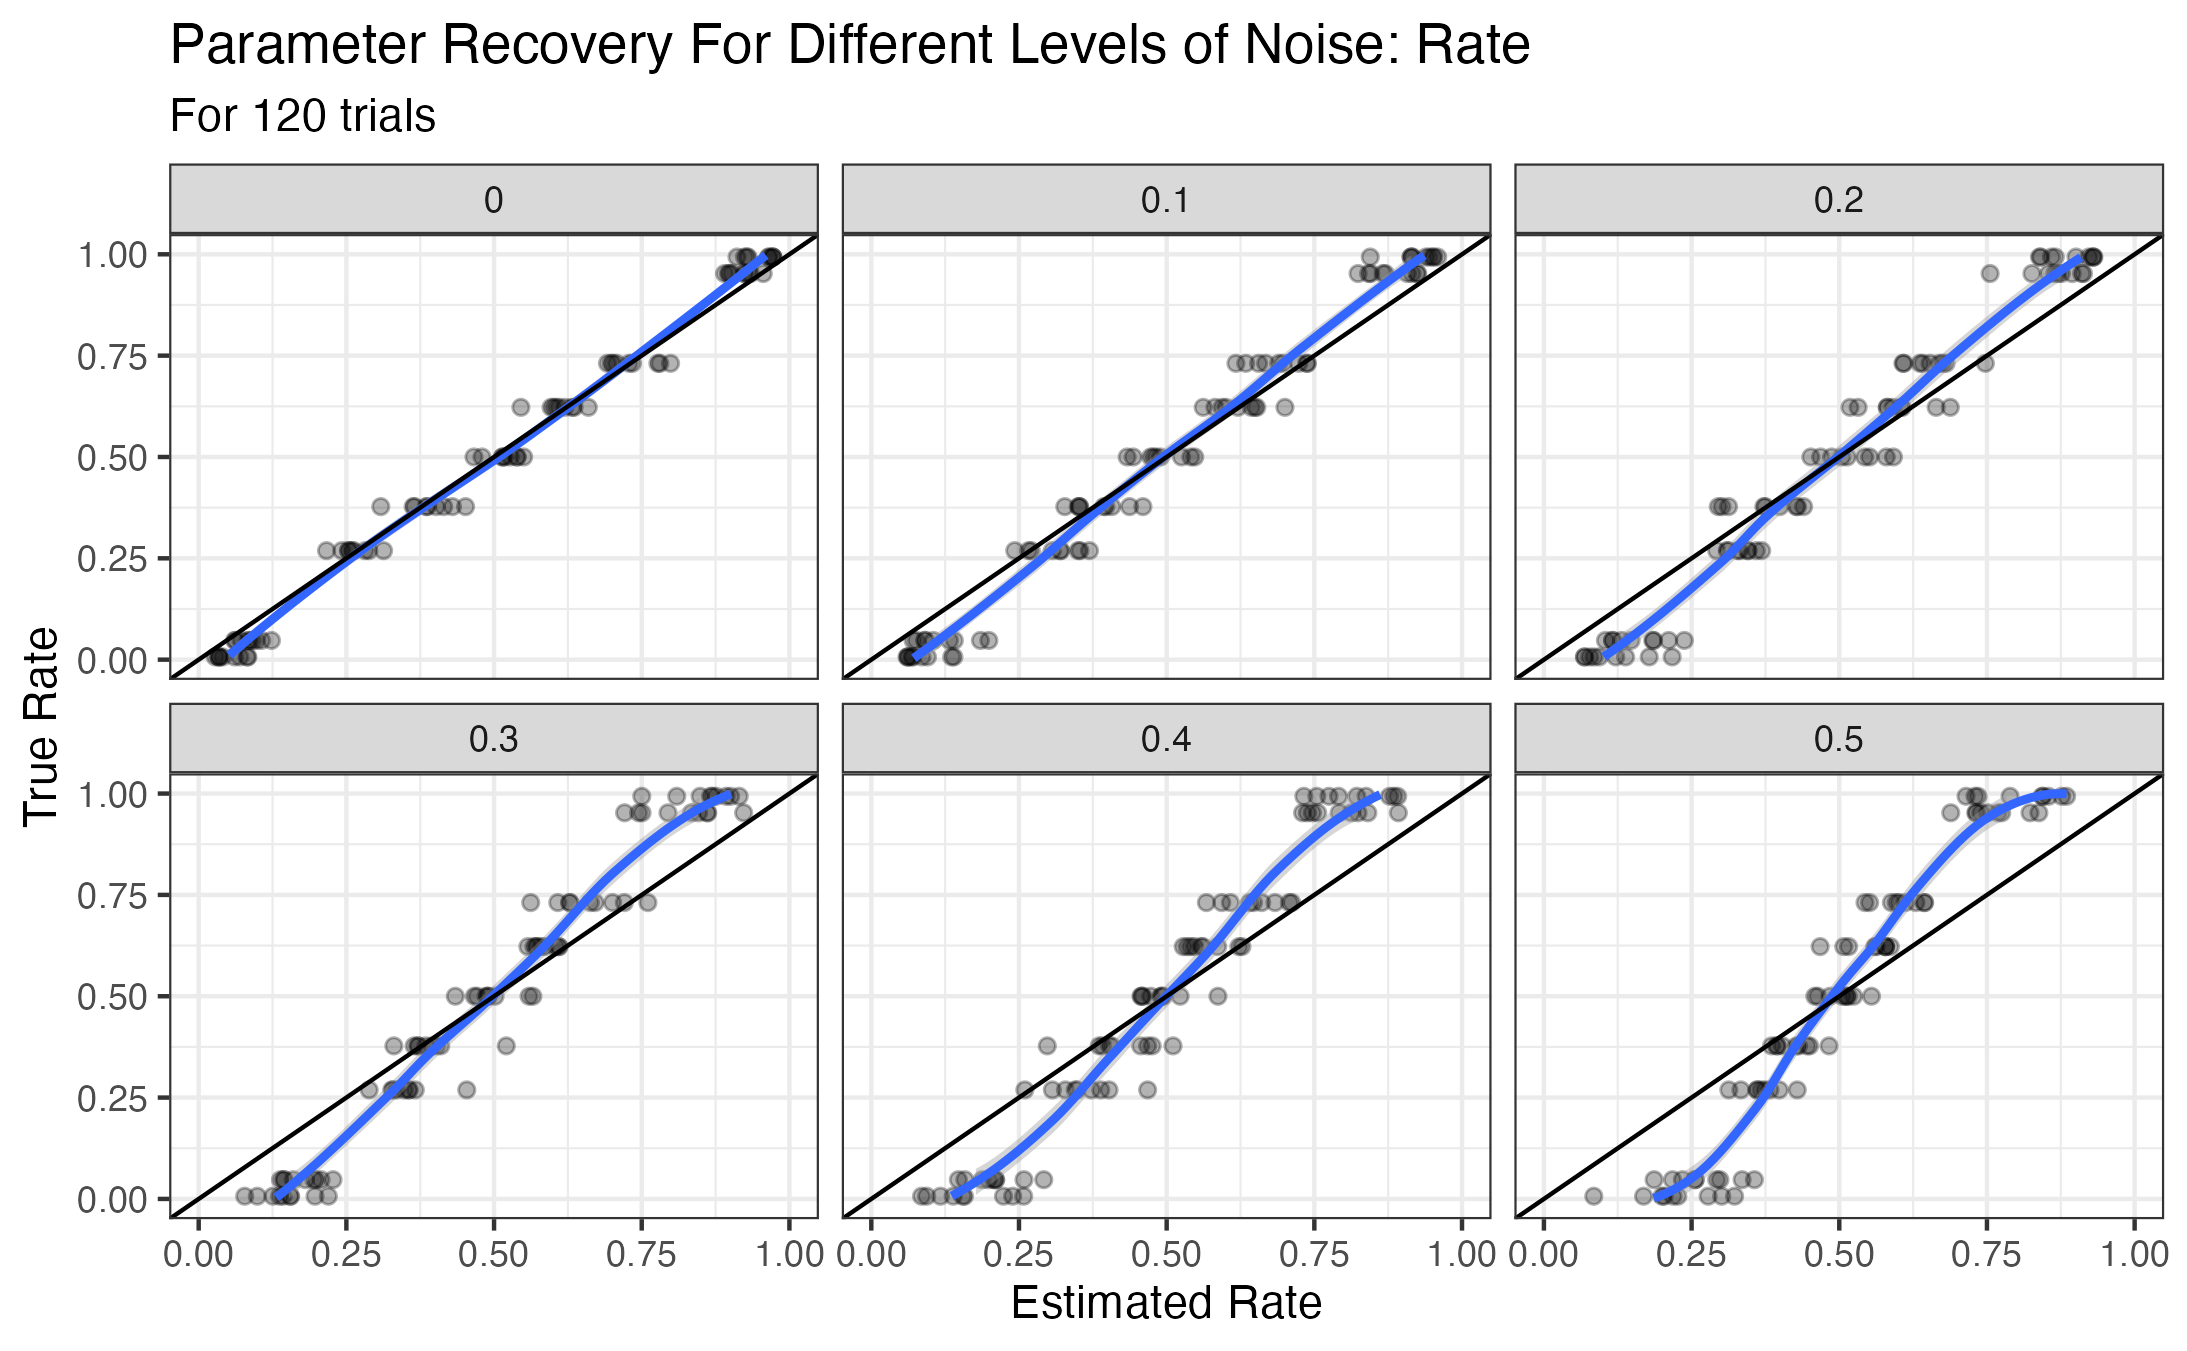 Parameter Recovery For Different Levels of Noise: Rate
For 120 trials
0 0.1 0.2
1.00
0.75
0.50
0.25
0.00
True Rate
0.3 0.4 0.5
1.00
0.75
0.50
0.25
0.00
0.00 0.25 0.50 0.75 1.00 0.00 0.25 0.50 0.75 1.00 0.00 0.25 0.50 0.75 1.00
Estimated Rate